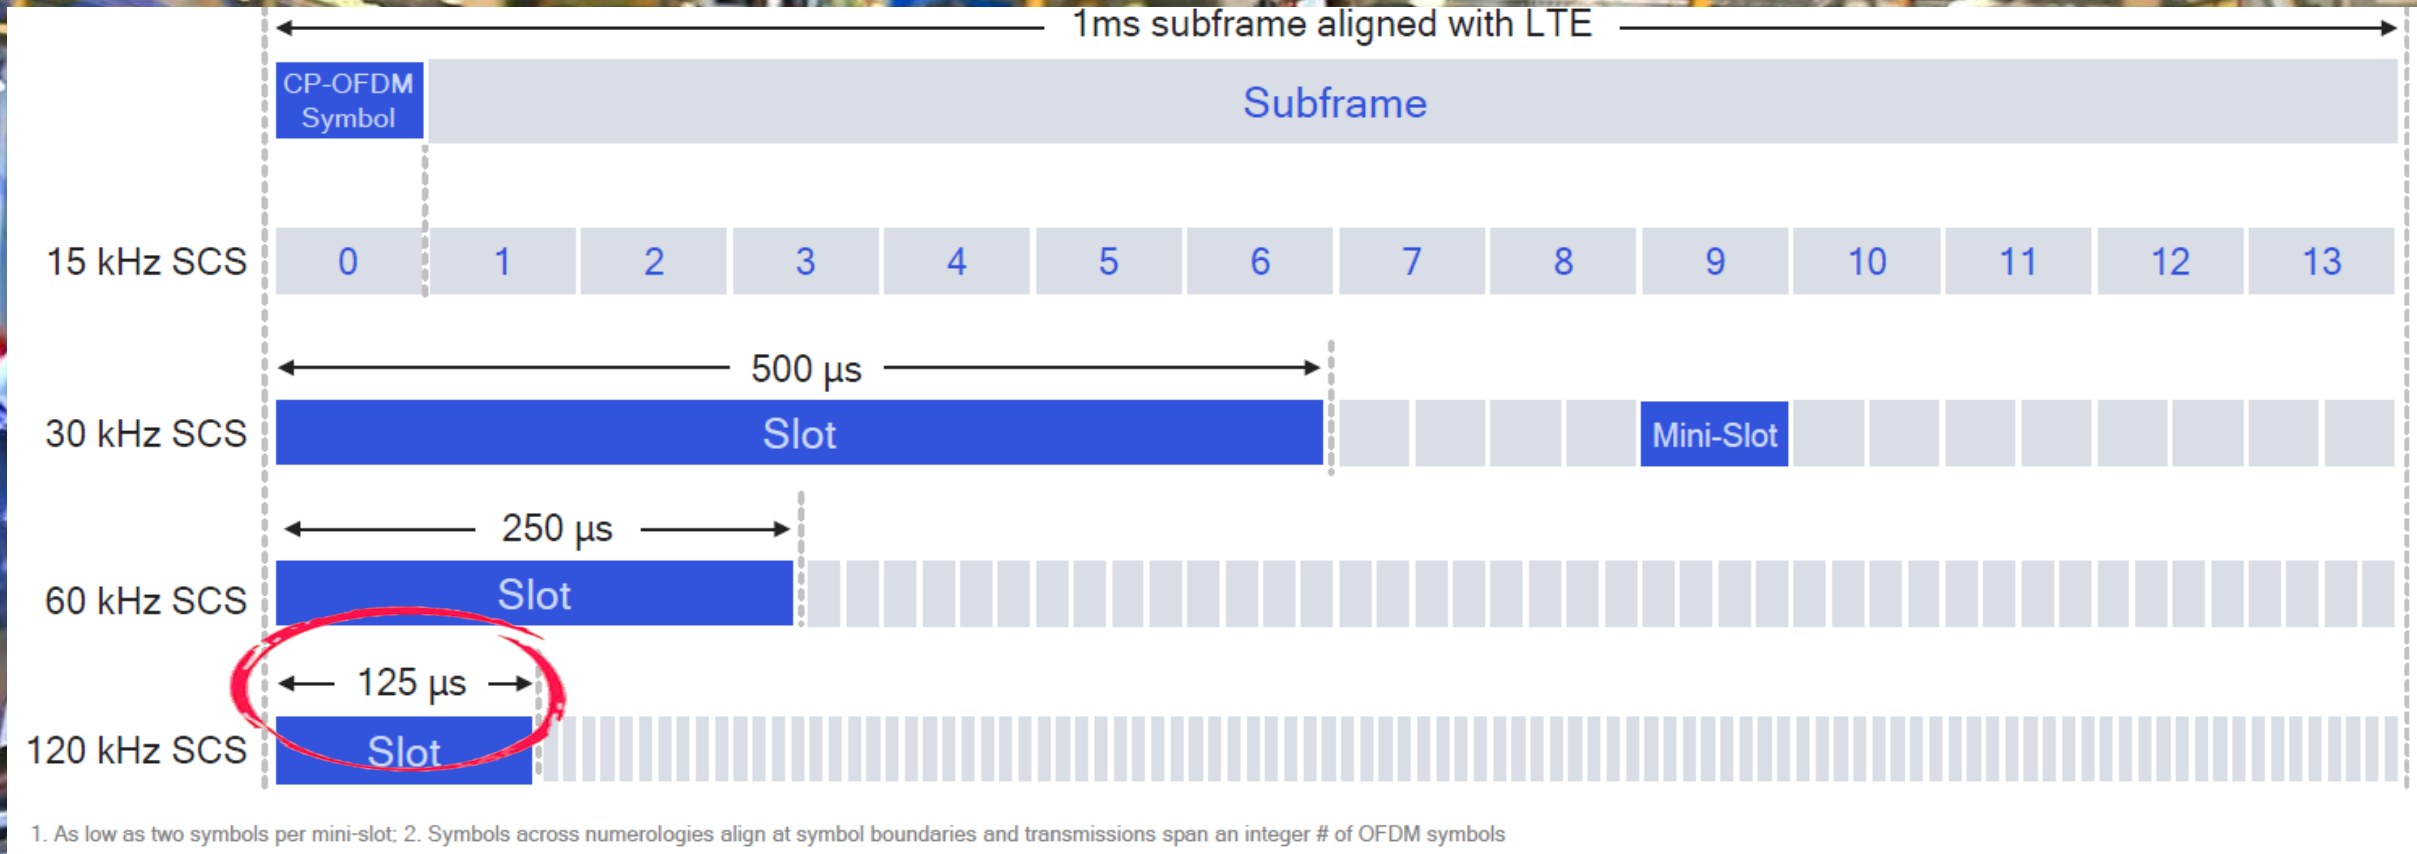 1ms subframe aligned with LTE
CP-OFDM
Symbol
Subframe
15 kHz SCS
0 1 2 3 4 5 6 7 8 9 10 11 12 13
500 µs
30 kHz SCS
Slot
Mini-Slot
250 µs
60 kHz SCS
Slot
125 µs
120 kHz SCS
Slot
1. As low as two symbols per mini-slot; 2. Symbols across numerologies align at symbol boundaries and transmissions span an integer # of OFDM symbols